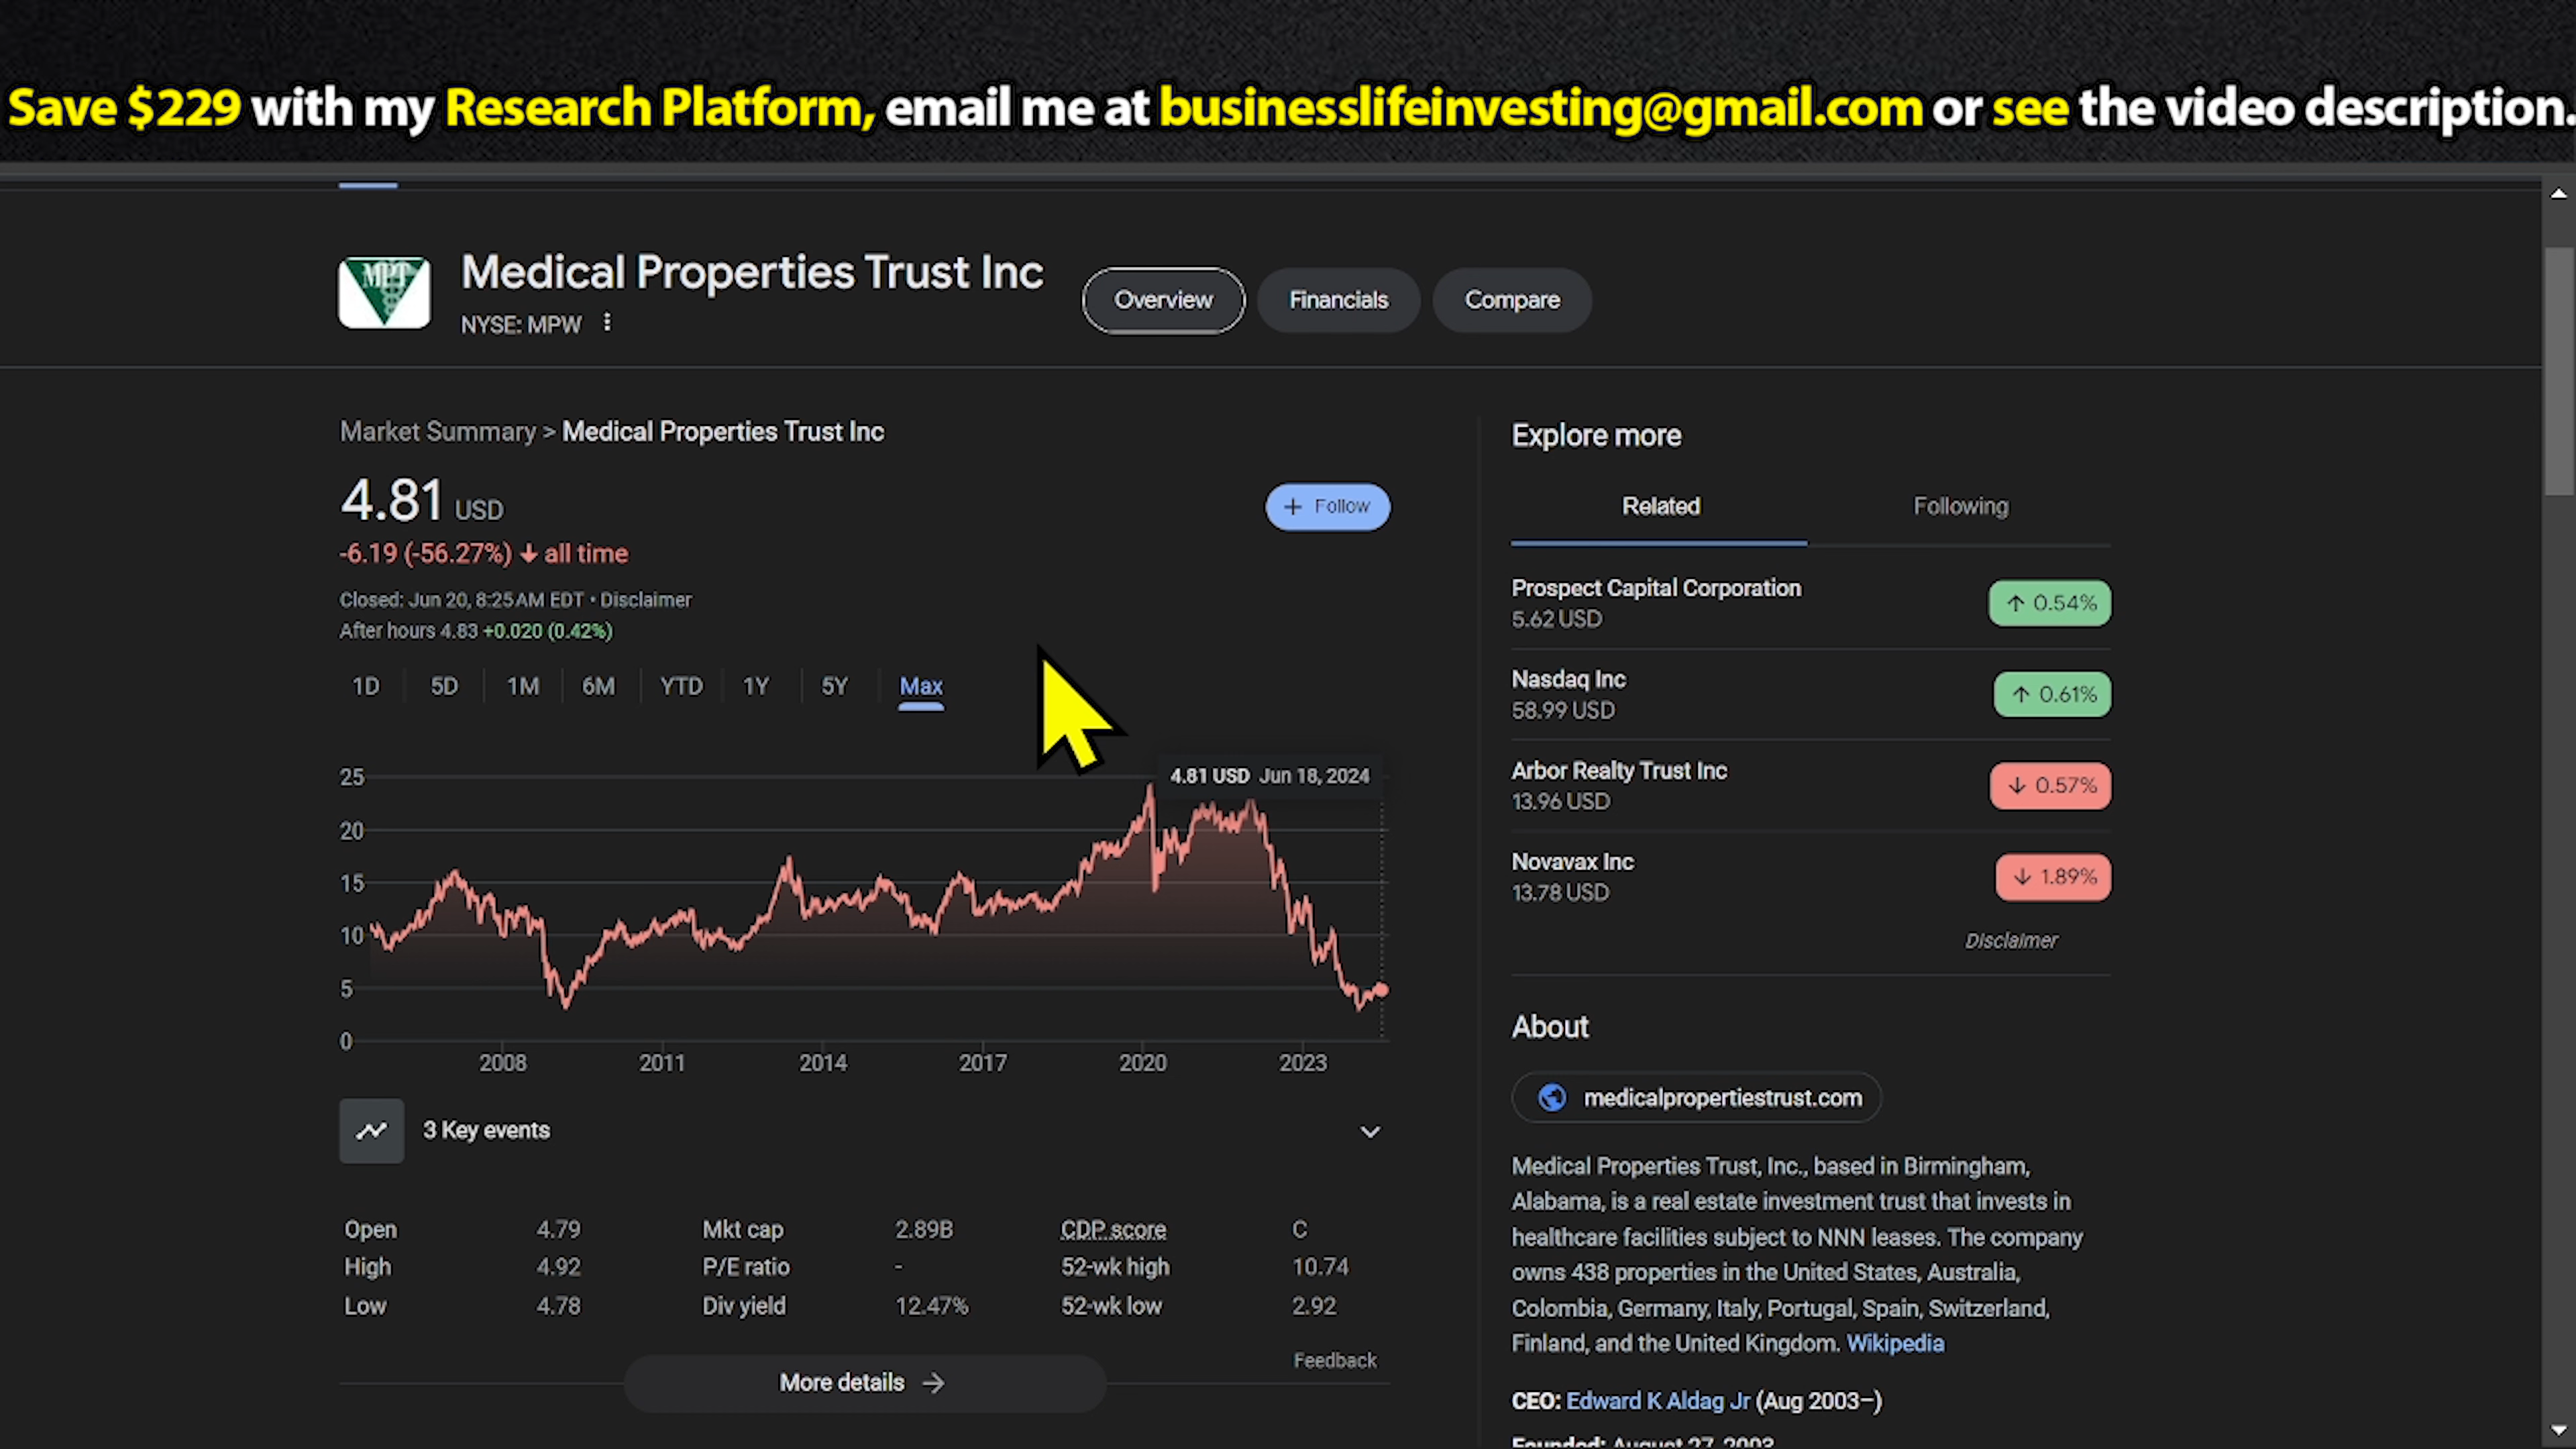 Save $229 with my Research Platform, email me at businesslifeinvesting@gmail.com or see the video description.
MPT
Medical Properties Trust Inc
NYSE: MPW
Overview
Financials
Compare
Market Summary > Medical Properties Trust Inc
4.81 USD
-6.19 (-56.27%) ↓ all time
Closed: Jun 20, 8:25 AM EDT • Disclaimer
After hours 4.83 +0.020 (0.42%)
+ Follow
1D 5D 1M 6M YTD 1Y 5Y Max
4.81 USD Jun 18, 2024
25
20
15
10
5
0
2008 2011 2014 2017 2020 2023
3 Key events
Open 4.79 Mkt cap 2.89B CDP score C
High 4.92 P/E ratio - 52-wk high 10.74
Low 4.78 Div yield 12.47% 52-wk low 2.92
Feedback
More details →
Explore more
Related Following
Prospect Capital Corporation
5.62 USD
↑ 0.54%
Nasdaq Inc
58.99 USD
↑ 0.61%
Arbor Realty Trust Inc
13.96 USD
↓ 0.57%
Novavax Inc
13.78 USD
↓ 1.89%
Disclaimer
About
medicalpropertiestrust.com
Medical Properties Trust, Inc., based in Birmingham,
Alabama, is a real estate investment trust that invests in
healthcare facilities subject to NNN leases. The company
owns 438 properties in the United States, Australia,
Colombia, Germany, Italy, Portugal, Spain, Switzerland,
Finland, and the United Kingdom. Wikipedia
CEO: Edward K Aldag Jr (Aug 2003–)
Founded: August 27, 2003